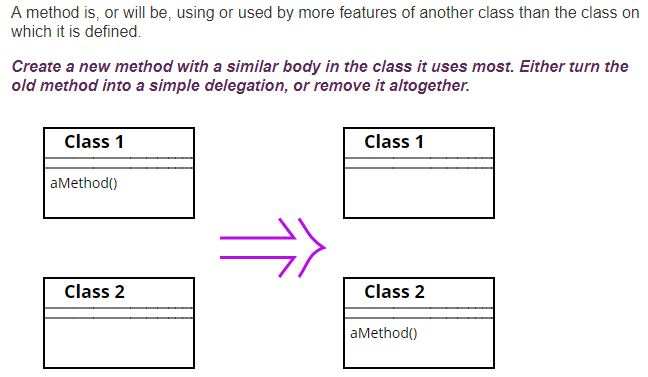 A method is, or will be, using or used by more features of another class than the class on
which it is defined.
Create a new method with a similar body in the class it uses most. Either turn the
old method into a simple delegation, or remove it altogether.
Class 1
aMethod()
Class 2
Class 1
Class 2
aMethod()